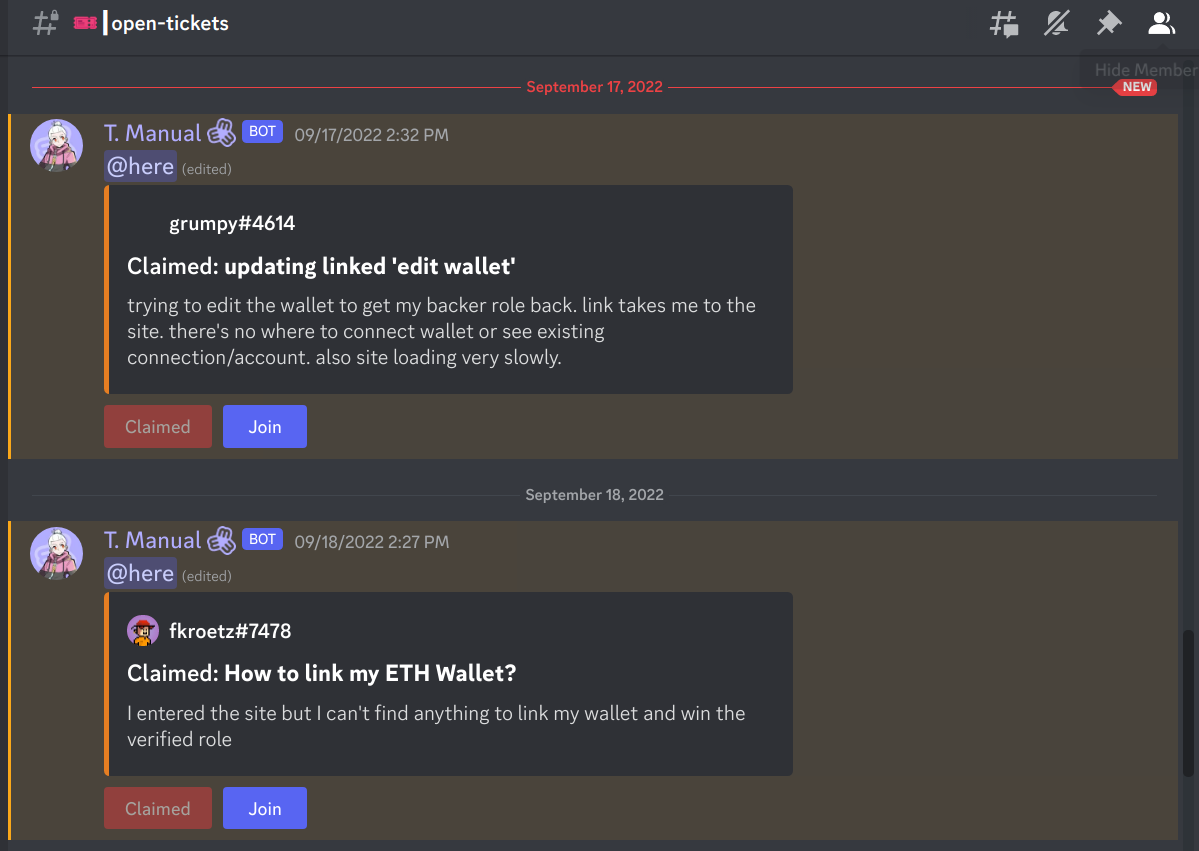 open-tickets
Hide Member
September 17, 2022
NEW
T. Manual BOT 09/17/2022 2:32 PM
@here (edited)
grumpy#4614
Claimed: updating linked 'edit wallet'
trying to edit the wallet to get my backer role back. link takes me to the
site. there's no where to connect wallet or see existing
connection/account. also site loading very slowly.
Claimed Join
September 18, 2022
T. Manual BOT 09/18/2022 2:27 PM
@here (edited)
fkroetz#7478
Claimed: How to link my ETH Wallet?
I entered the site but I can't find anything to link my wallet and win the
verified role
Claimed Join